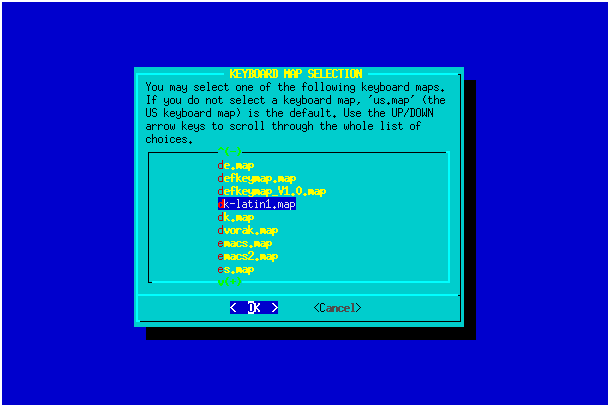 KEYBOARD MAP SELECTION
You may select one of the following keyboard maps.
If you do not select a keyboard map, 'us.map' (the
US keyboard map) is the default. Use the UP/DOWN
arrow keys to scroll through the whole list of
choices.
de.map
defkeymap.map
defkeymap_V1.0.map
dk-latin1.map
dk.map
dvorak.map
emacs.map
emacs2.map
es.map
< OK > <Cancel>